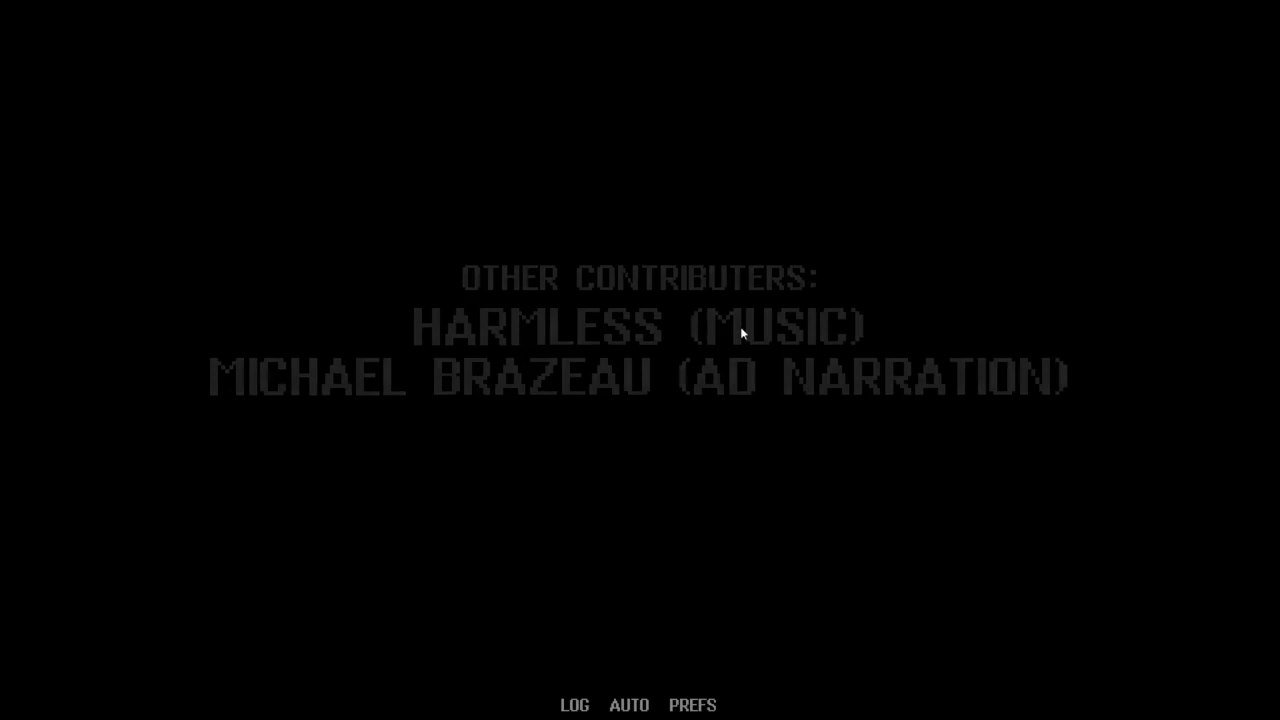 OTHER CONTRIBUTERS:
HARMLESS (MUSIC)
MICHAEL BRAZEAU (AD NARRATION)
LOG AUTO PREFS